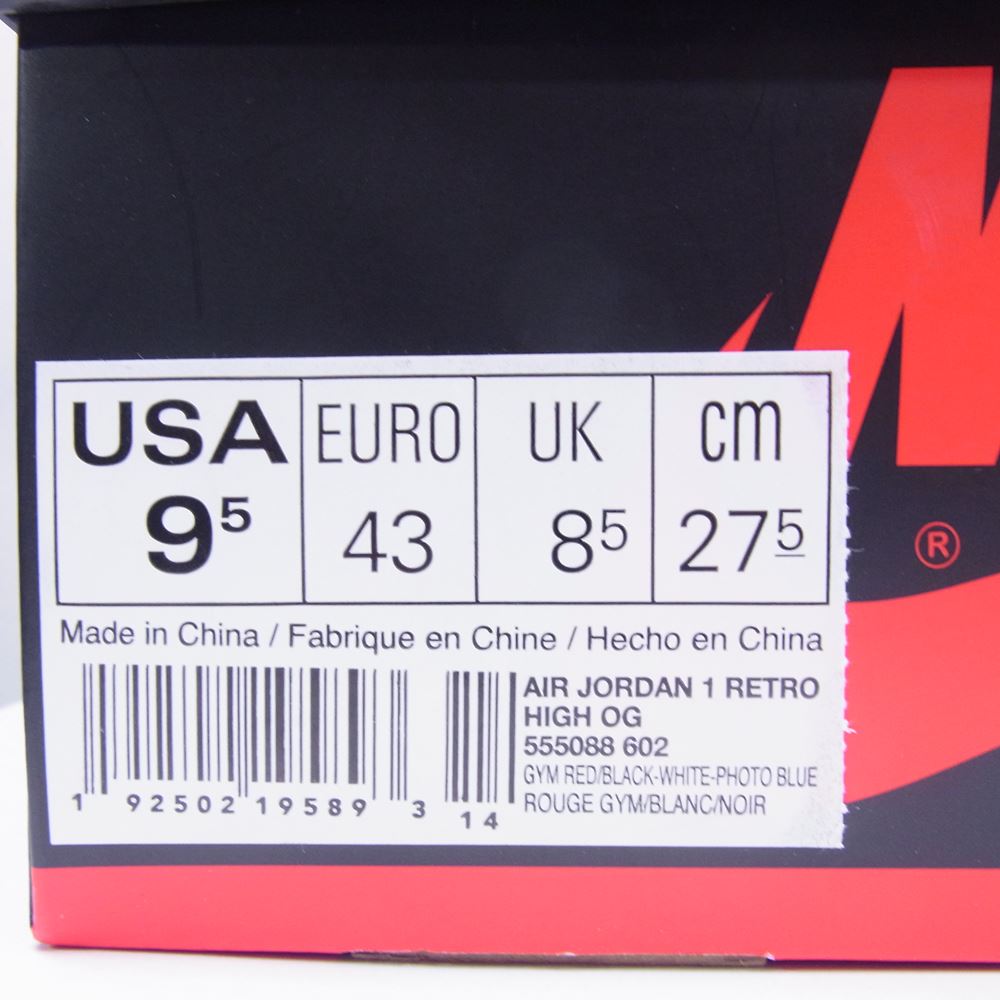 USA EURO UK cm
9⁵ 43 8⁵ 27⁵
Made in China / Fabrique en Chine / Hecho en China
AIR JORDAN 1 RETRO
HIGH OG
555088 602
GYM RED/BLACK-WHITE-PHOTO BLUE
ROUGE GYM/BLANC/NOIR
1 92502 19589 3 14
®